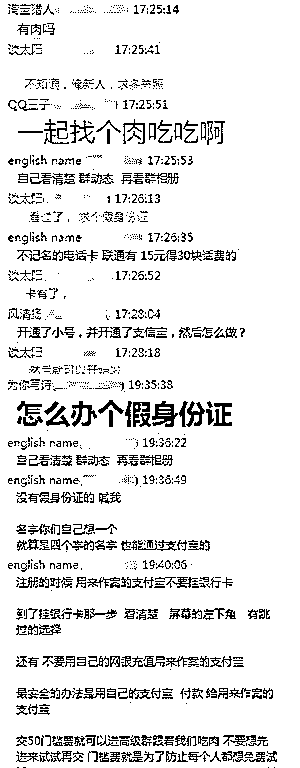 淘宝猎人 17:25:14
有肉吗
淡太阳 17:25:41
不知道，俺新人，求多关照
QQ王子 17:25:51
一起找个肉吃吃啊
english name 17:25:53
自己看清楚 群动态 再看群相册
淡太阳 17:26:13
看过了， 求个假身份证
english name 17:26:35
不记名的电话卡 联通有 15元得30块话费的
淡太阳 17:26:52
卡有了，
风清扬 17:28:04
开通了小号，并开通了支付宝，然后怎么做？
淡太阳 17:28:18
为你写诗 19:35:38
怎么办个假身份证
english name 19:36:22
自己看清楚 群动态 再看群相册
english name 19:36:49
没有假身份证的 喊我
名字你们自己想一个
就算是四个字的名字 也能通过支付宝的
english name 19:40:06
注册的时候 用来作案的支付宝不要挂银行卡
到了挂银行卡那一步 看清楚 屏幕的左下角 有跳
过的选择
还有 不要用自己的网银充值用来作案的支付宝
最安全的办法是用自己的支付宝 付款 给用来作案的
支付宝
交50门槛费就可以进高级群跟着我们吃肉 不要想先
进来试试再交 门槛费就是为了防止每个人都想免费试